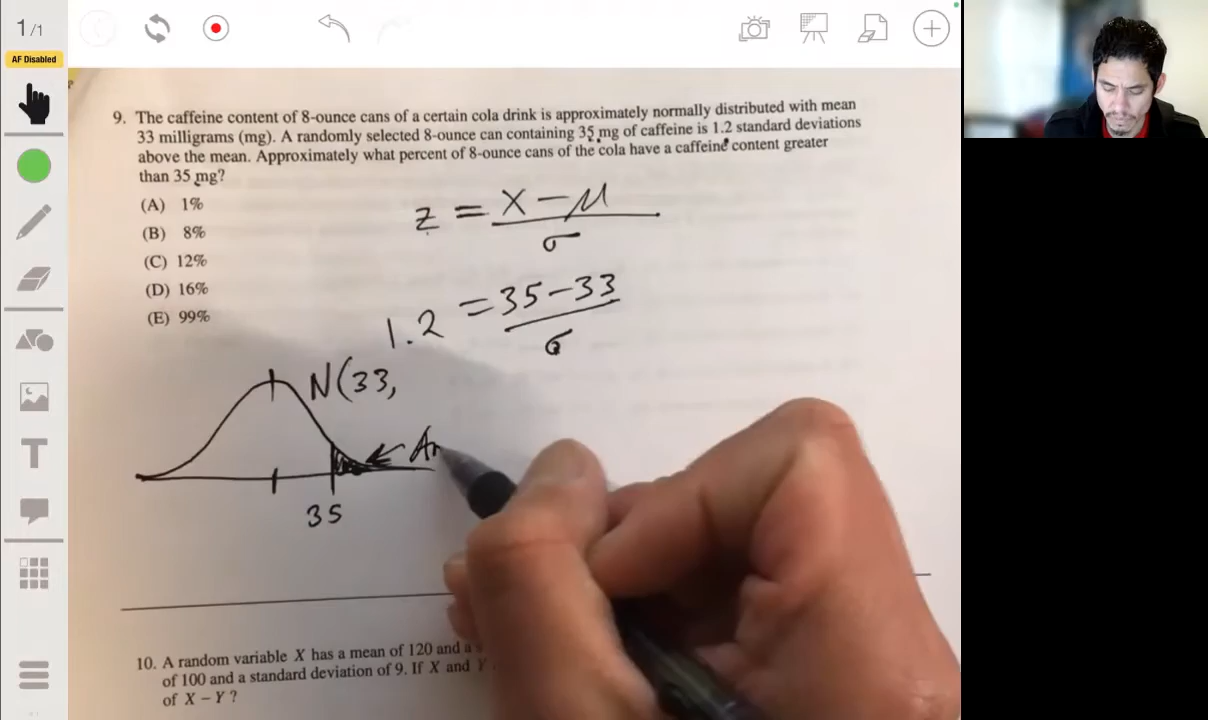 1/1
AF Disabled
9. The caffeine content of 8-ounce cans of a certain cola drink is approximately normally distributed with mean
33 milligrams (mg). A randomly selected 8-ounce can containing 35 mg of caffeine is 1.2 standard deviations
above the mean. Approximately what percent of 8-ounce cans of the cola have a caffeine content greater
than 35 mg?
(A) 1%
(B) 8%
(C) 12%
(D) 16%
(E) 99%
z = X - μ
σ
1.2 = 35 - 33
σ
N(33,
← Ar
35
T
10. A random variable X has a mean of 120 and a
of 100 and a standard deviation of 9. If X and Y
of X - Y?